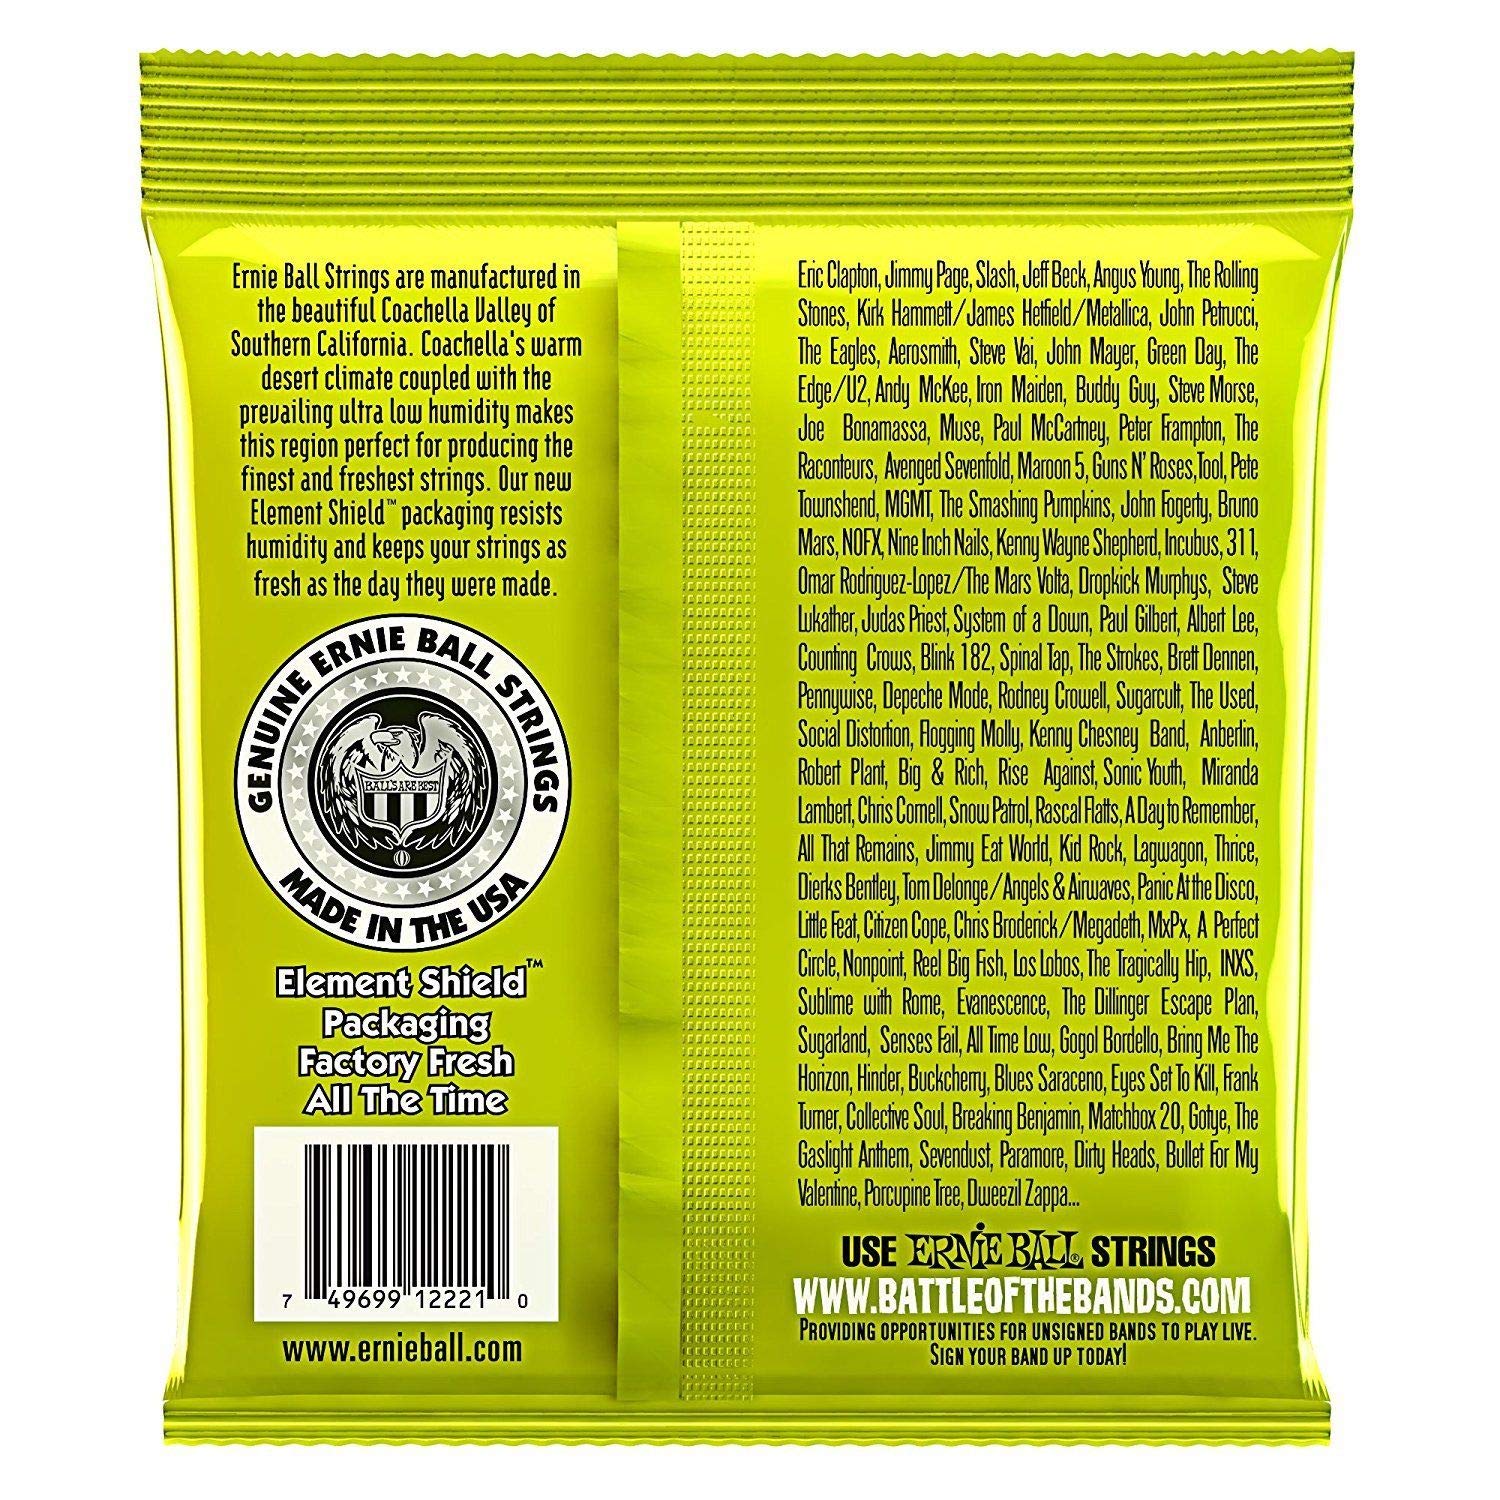 Ernie Ball Strings are manufactured in
the beautiful Coachella Valley of
Southern California. Coachella's warm
desert climate coupled with the
prevailing ultra low humidity makes
this region perfect for producing the
finest and freshest strings. Our new
Element Shield™ packaging resists
humidity and keeps your strings as
fresh as the day they were made.
GENUINE ERNIE BALL STRINGS
BALLS ARE BEST
MADE IN THE USA
Element Shield™
Packaging
Factory Fresh
All The Time
7 49699 12221 0
www.ernieball.com
Eric Clapton, Jimmy Page, Slash, Jeff Beck, Angus Young, The Rolling
Stones, Kirk Hammett/James Hetfield/Metallica, John Petrucci,
The Eagles, Aerosmith, Steve Vai, John Mayer, Green Day, The
Edge/U2, Andy McKee, Iron Maiden, Buddy Guy, Steve Morse,
Joe Bonamassa, Muse, Paul McCartney, Peter Frampton, The
Raconteurs, Avenged Sevenfold, Maroon 5, Guns N' Roses,Tool, Pete
Townshend, MGMT, The Smashing Pumpkins, John Fogerty, Bruno
Mars, NOFX, Nine Inch Nails, Kenny Wayne Shepherd, Incubus, 311,
Omar Rodriguez-Lopez/The Mars Volta, Dropkick Murphys, Steve
Lukather, Judas Priest, System of a Down, Paul Gilbert, Albert Lee,
Counting Crows, Blink 182, Spinal Tap, The Strokes, Brett Dennen,
Pennywise, Depeche Mode, Rodney Crowell, Sugarcult, The Used,
Social Distortion, Flogging Molly, Kenny Chesney Band, Anberlin,
Robert Plant, Big & Rich, Rise Against, Sonic Youth, Miranda
Lambert, Chris Cornell, Snow Patrol, Rascal Flatts, A Day to Remember,
All That Remains, Jimmy Eat World, Kid Rock, Lagwagon, Thrice,
Dierks Bentley, Tom Delonge/Angels & Airwaves, Panic At the Disco,
Little Feat, Citizen Cope, Chris Broderick/Megadeth, MxPx, A Perfect
Circle, Nonpoint, Reel Big Fish, Los Lobos, The Tragically Hip, INXS,
Sublime with Rome, Evanescence, The Dillinger Escape Plan,
Sugarland, Senses Fail, All Time Low, Gogol Bordello, Bring Me The
Horizon, Hinder, Buckcherry, Blues Saraceno, Eyes Set To Kill, Frank
Turner, Collective Soul, Breaking Benjamin, Matchbox 20, Gotye, The
Gaslight Anthem, Sevendust, Paramore, Dirty Heads, Bullet For My
Valentine, Porcupine Tree, Dweezil Zappa...
USE ERNIE BALL® STRINGS
WWW.BATTLEOFTHEBANDS.COM
PROVIDING OPPORTUNITIES FOR UNSIGNED BANDS TO PLAY LIVE.
SIGN YOUR BAND UP TODAY!